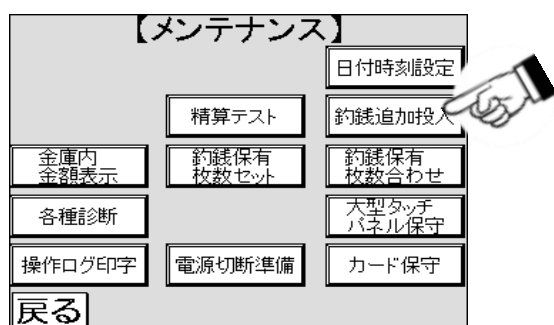 【メンテナンス】
日付時刻設定
精算テスト
釣銭追加投入
金庫内
金額表示
釣銭保有
枚数セット
釣銭保有
枚数合わせ
各種診断
大型タッチ
パネル保守
操作ログ印字
電源切断準備
カード保守
戻る